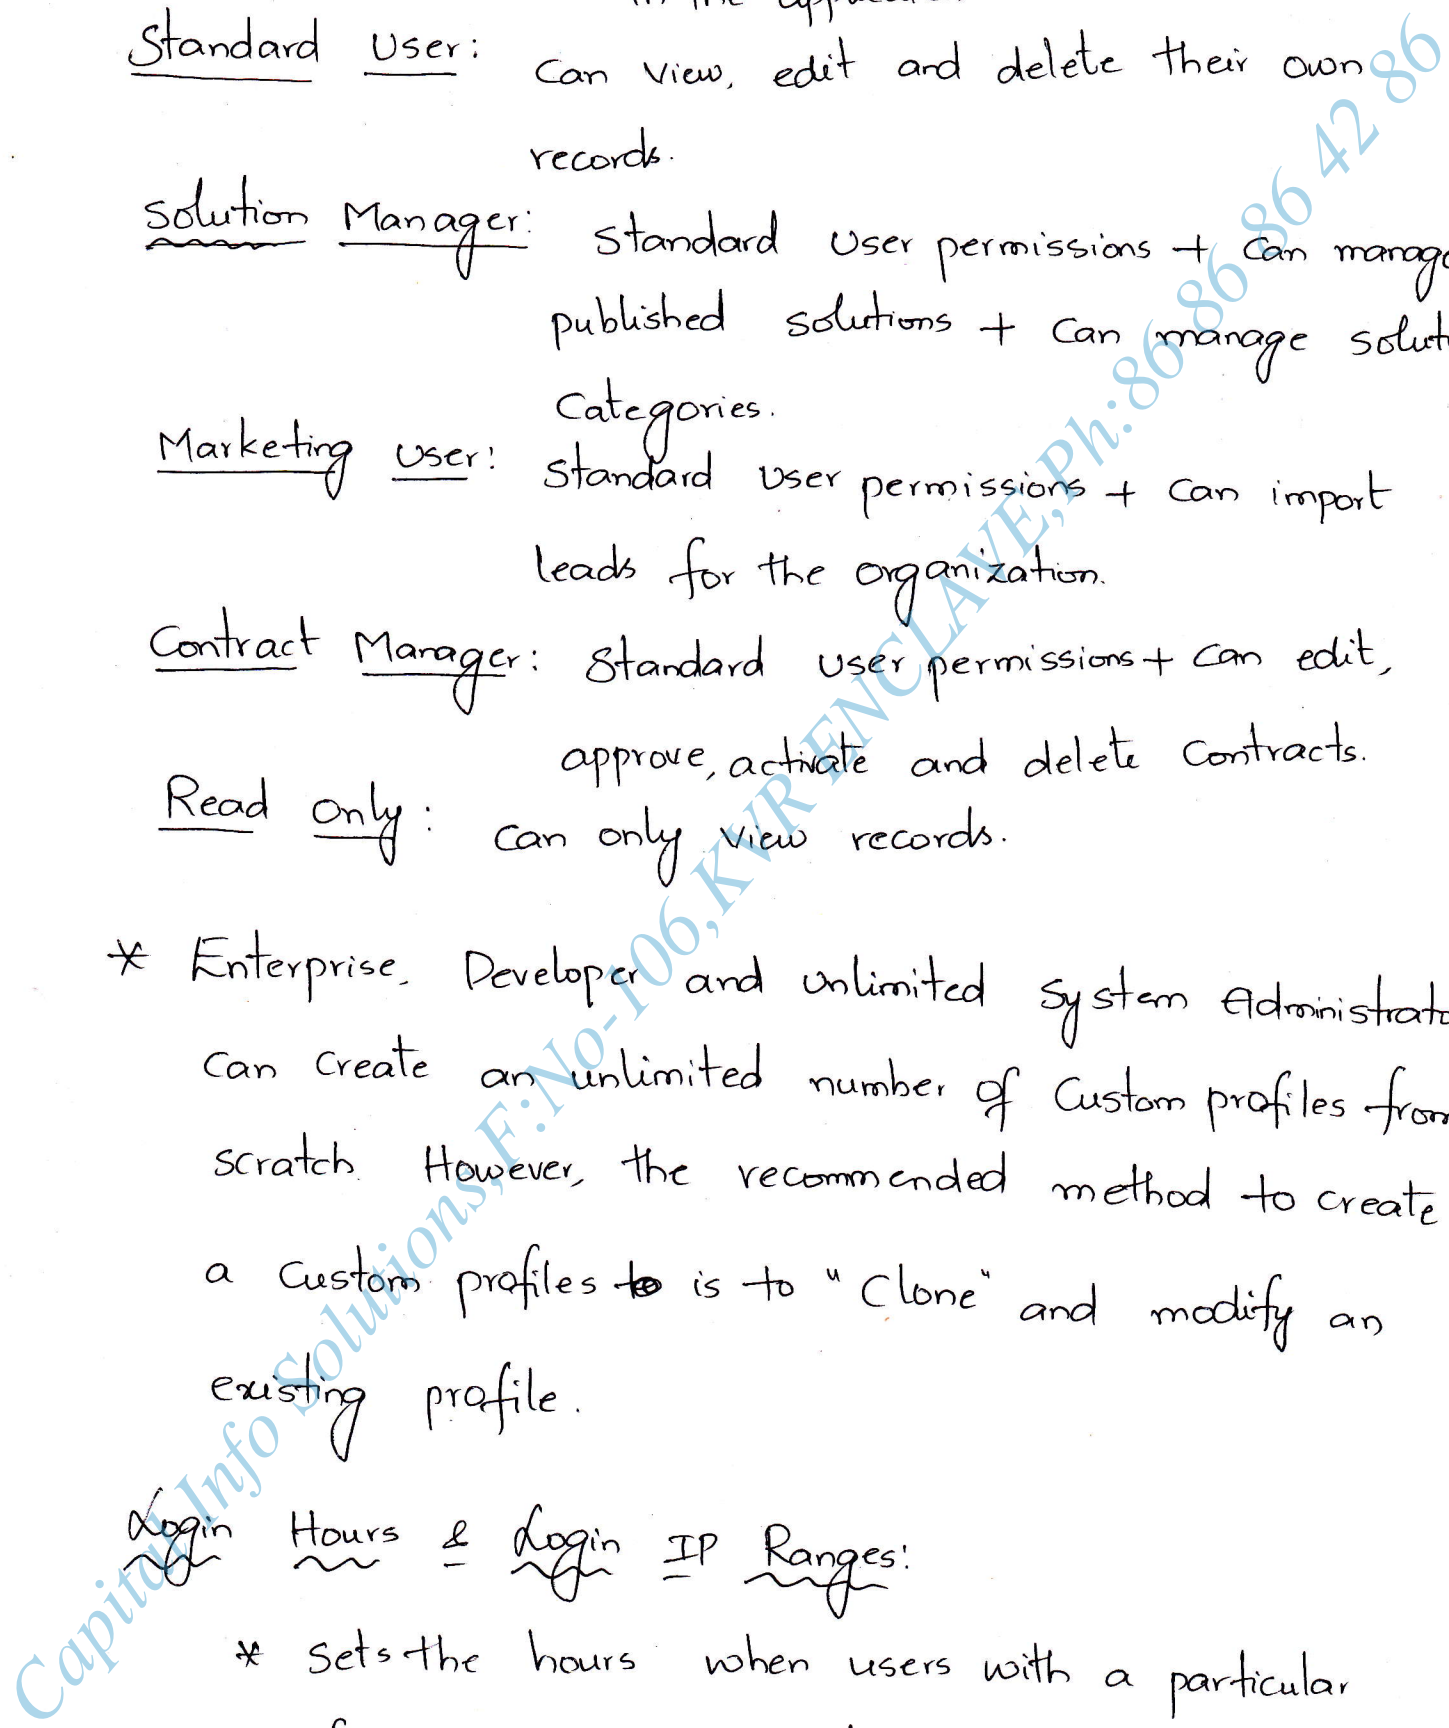 in the
Standard User: Can view, edit and delete their own
records.
Solution Manager: Standard User permissions + Can manage
published solutions + Can manage solut
Categories.
Marketing User: Standard User permissions + Can import
leads for the organization.
Contract Manager: Standard User permissions + Can edit,
approve, activate and delete Contracts.
Read only: Can only view records.
* Enterprise, Developer and Unlimited System Administrato
Can Create an unlimited number of Custom profiles from
scratch. However, the recommended method to create
a Custom profiles is to "Clone" and modify an
existing profile.
Login Hours & Login IP Ranges:
* Sets the hours when users with a particular
Capital Info Solutions,F:No-106,KWR ENCLAVE,Ph:86 86 86 42 86